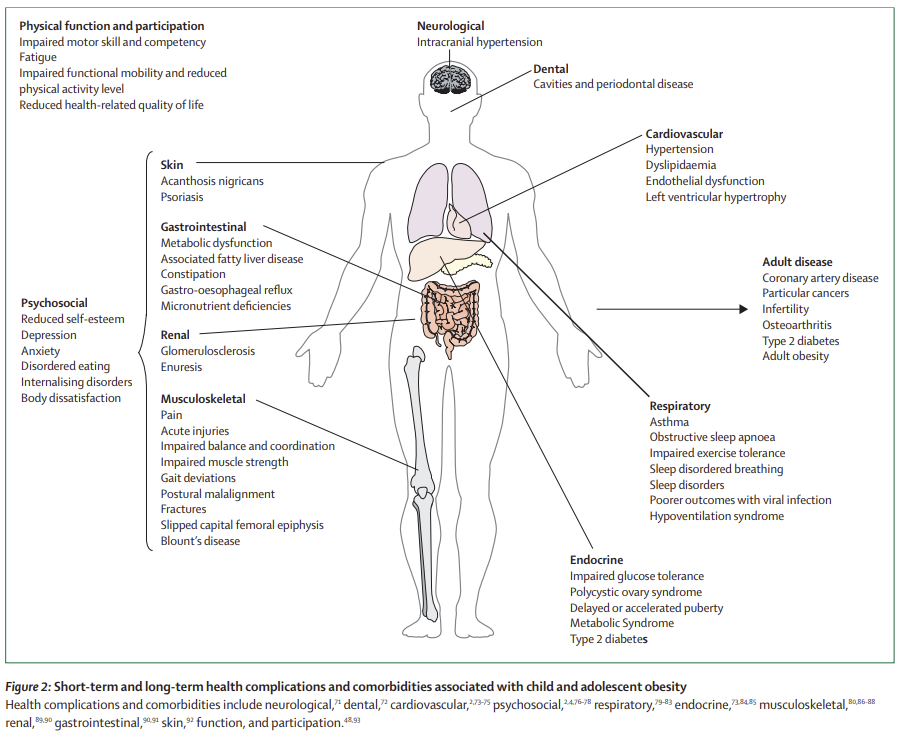 Physical function and participation
Impaired motor skill and competency
Fatigue
Impaired functional mobility and reduced
physical activity level
Reduced health-related quality of life
Neurological
Intracranial hypertension
Dental
Cavities and periodontal disease
Cardiovascular
Hypertension
Dyslipidaemia
Endothelial dysfunction
Left ventricular hypertrophy
Skin
Acanthosis nigricans
Psoriasis
Gastrointestinal
Metabolic dysfunction
Associated fatty liver disease
Constipation
Gastro-oesophageal reflux
Micronutrient deficiencies
Psychosocial
Reduced self-esteem
Depression
Anxiety
Disordered eating
Internalising disorders
Body dissatisfaction
Renal
Glomerulosclerosis
Enuresis
Musculoskeletal
Pain
Acute injuries
Impaired balance and coordination
Impaired muscle strength
Gait deviations
Postural malalignment
Fractures
Slipped capital femoral epiphysis
Blount's disease
Adult disease
Coronary artery disease
Particular cancers
Infertility
Osteoarthritis
Type 2 diabetes
Adult obesity
Respiratory
Asthma
Obstructive sleep apnoea
Impaired exercise tolerance
Sleep disordered breathing
Sleep disorders
Poorer outcomes with viral infection
Hypoventilation syndrome
Endocrine
Impaired glucose tolerance
Polycystic ovary syndrome
Delayed or accelerated puberty
Metabolic Syndrome
Type 2 diabetes
Figure 2: Short-term and long-term health complications and comorbidities associated with child and adolescent obesity
Health complications and comorbidities include neurological,71 dental,72 cardiovascular,2,73-75 psychosocial,2,4,76-78 respiratory,79-83 endocrine,73,84,85 musculoskeletal,80,86-88
renal,89,90 gastrointestinal,90,91 skin,92 function, and participation.48,93